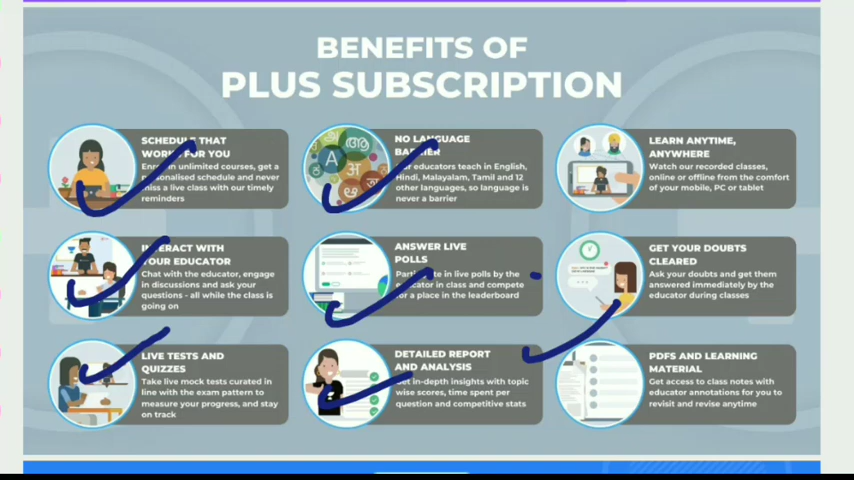 BENEFITS OF
PLUS SUBSCRIPTION
SCHEDULE THAT
WORKS FOR YOU
Enroll in unlimited courses, get a
personalised schedule and never
miss a live class with our timely
reminders
NO LANGUAGE
BARRIER
Our educators teach in English,
Hindi, Malayalam, Tamil and 12
other languages, so language is
never a barrier
LEARN ANYTIME,
ANYWHERE
Watch our recorded classes,
online or offline from the comfort
of your mobile, PC or tablet
INTERACT WITH
YOUR EDUCATOR
Chat with the educator, engage
in discussions and ask your
questions - all while the class is
going on
ANSWER LIVE
POLLS
Participate in live polls by the
educator in class and compete
for a place in the leaderboard
GET YOUR DOUBTS
CLEARED
Ask your doubts and get them
answered immediately by the
educator during classes
LIVE TESTS AND
QUIZZES
Take live mock tests curated in
line with the exam pattern to
measure your progress, and stay
on track
DETAILED REPORT
AND ANALYSIS
Get in-depth insights with topic
wise scores, time spent per
question and competitive stats
PDFS AND LEARNING
MATERIAL
Get access to class notes with
educator annotations for you to
revisit and revise anytime